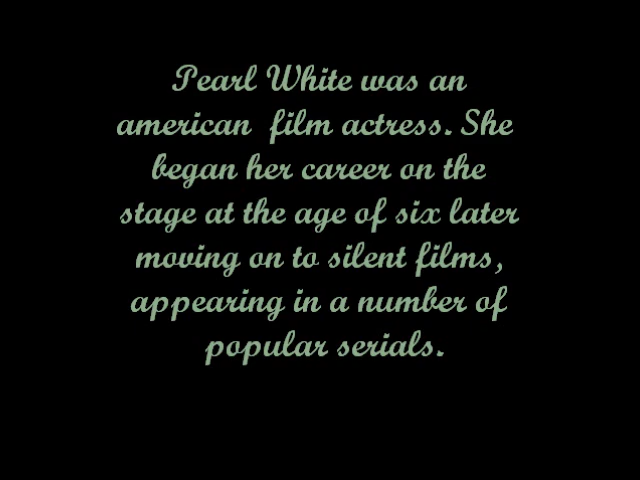 Pearl White was an
american film actress. She
began her career on the
stage at the age of six later
moving on to silent films,
appearing in a number of
popular serials.